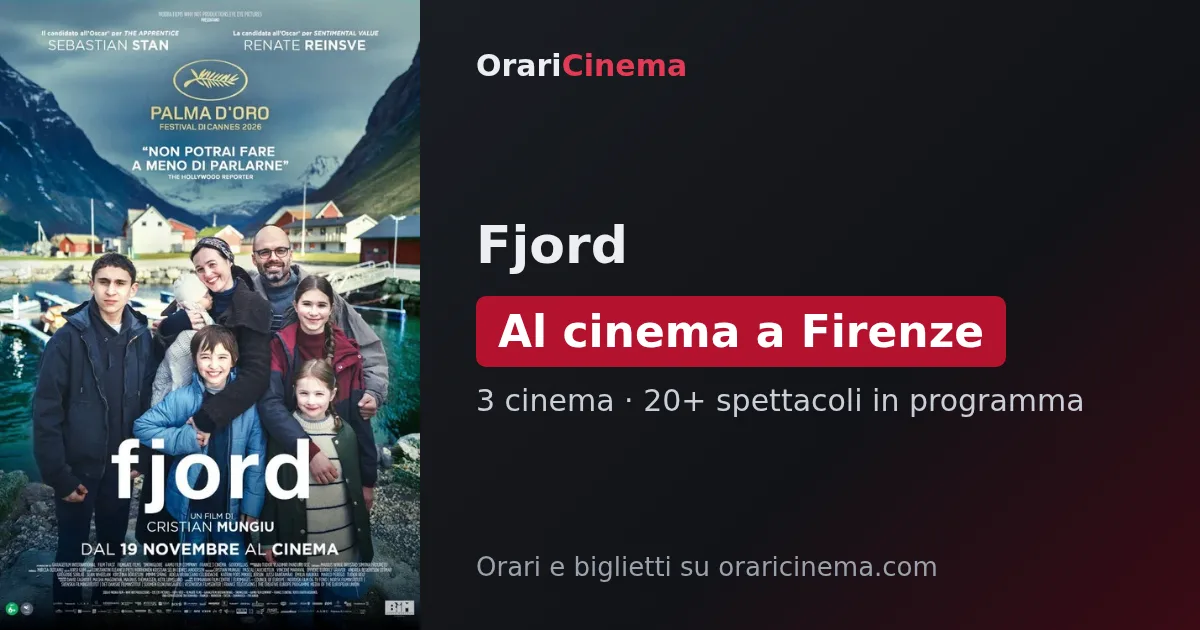 Il candidato all'Oscar® per THE APPRENTICE
SEBASTIAN STAN
La candidata all'Oscar® per SENTIMENTAL VALUE
RENATE REINSVE
PALMA D'ORO
FESTIVAL DI CANNES 2026
“NON POTRAI FARE
A MENO DI PARLARNE”
THE HOLLYWOOD REPORTER
fjord
UN FILM DI
CRISTIAN MUNGIU
DAL 19 NOVEMBRE AL CINEMA
BiM
OrariCinema
Fjord
Al cinema a Firenze
3 cinema · 20+ spettacoli in programma
Orari e biglietti su oraricinema.com